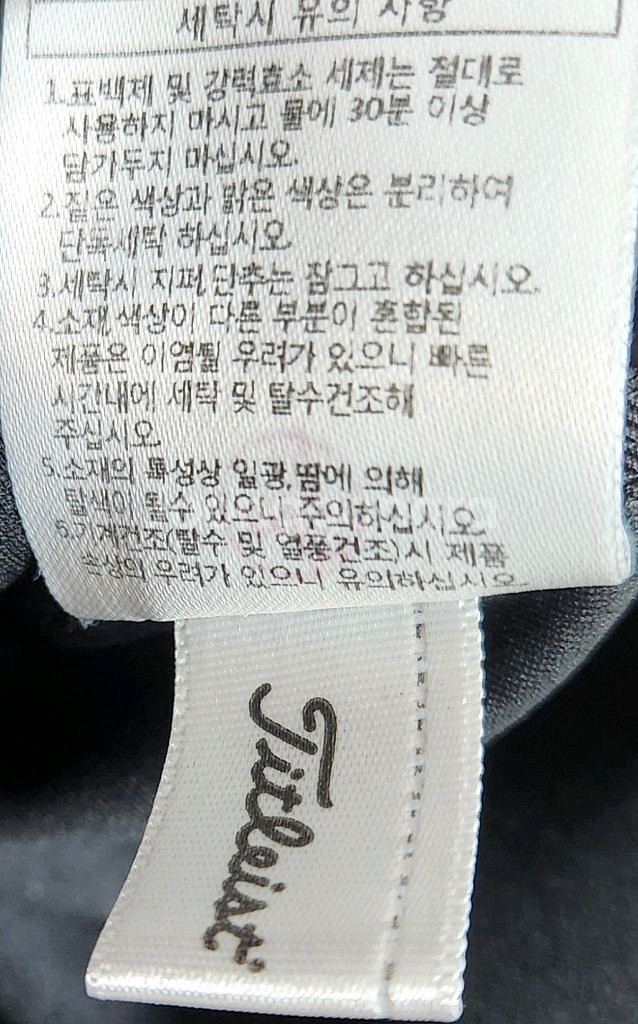 세탁시 유의 사항
1.표백제 및 강력효소 세제는 절대로
사용하지 마시고 물에 30분 이상
담가두지 마십시오.
2.짙은 색상과 맑은 색상은 분리하여
단독세탁 하십시오.
3.세탁시 지퍼,단추는 잠그고 하십시오.
4.소재,색상이 다른 부분이 혼합된
제품은 이염될 우려가 있으니 빠른
시간내에 세탁 및 탈수건조해
주십시오.
5.소재의 특성상 일광,땀에 의해
탈색이 될수 있으니 주의하십시오.
6.기계건조(탈수 및 열풍건조)시 제품
손상의 우려가 있으니 유의하십시오.
Titleist